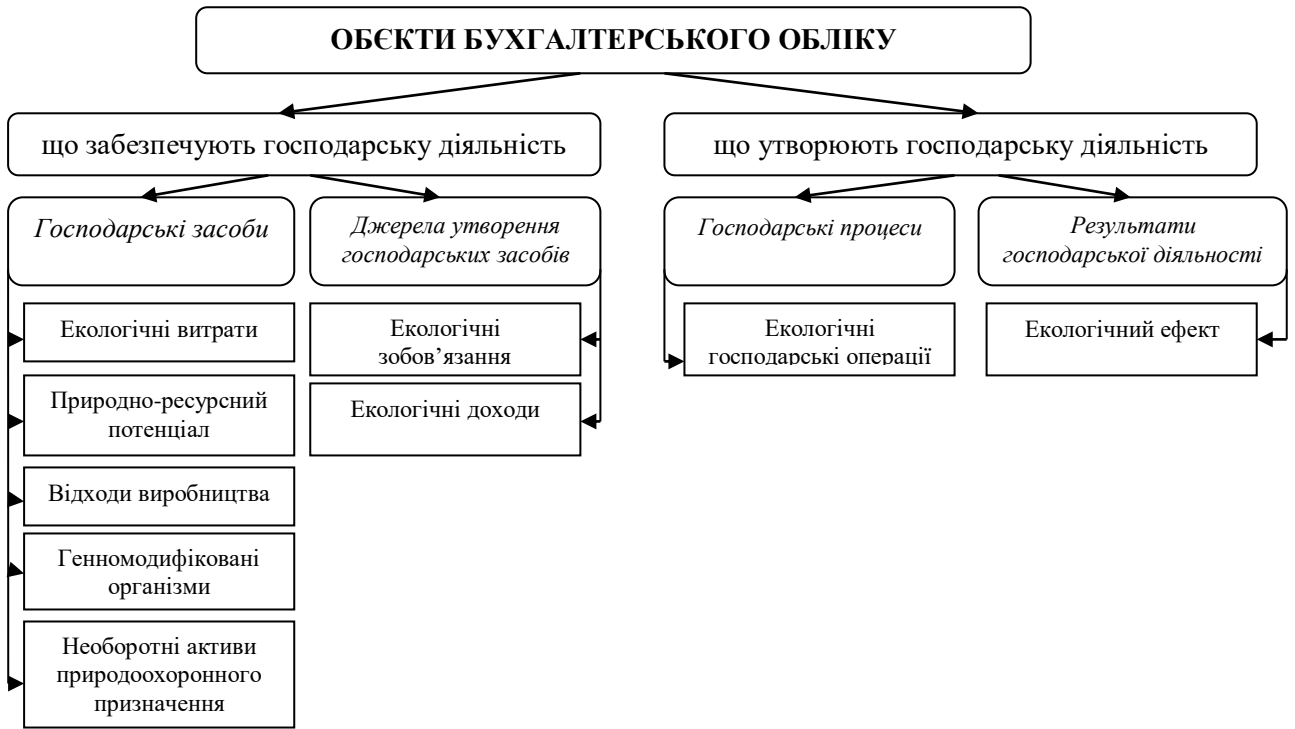 ОБЄКТИ БУХГАЛТЕРСЬКОГО ОБЛІКУ
що забезпечують господарську діяльність
що утворюють господарську діяльність
Господарські засоби
Джерела утворення
господарських засобів
Господарські процеси
Результати
господарської діяльності
Екологічні витрати
Природно-ресурсний
потенціал
Відходи виробництва
Генномодифіковані
організми
Необоротні активи
природоохоронного
призначення
Екологічні
зобов’язання
Екологічні доходи
Екологічні
господарські операції
Екологічний ефект